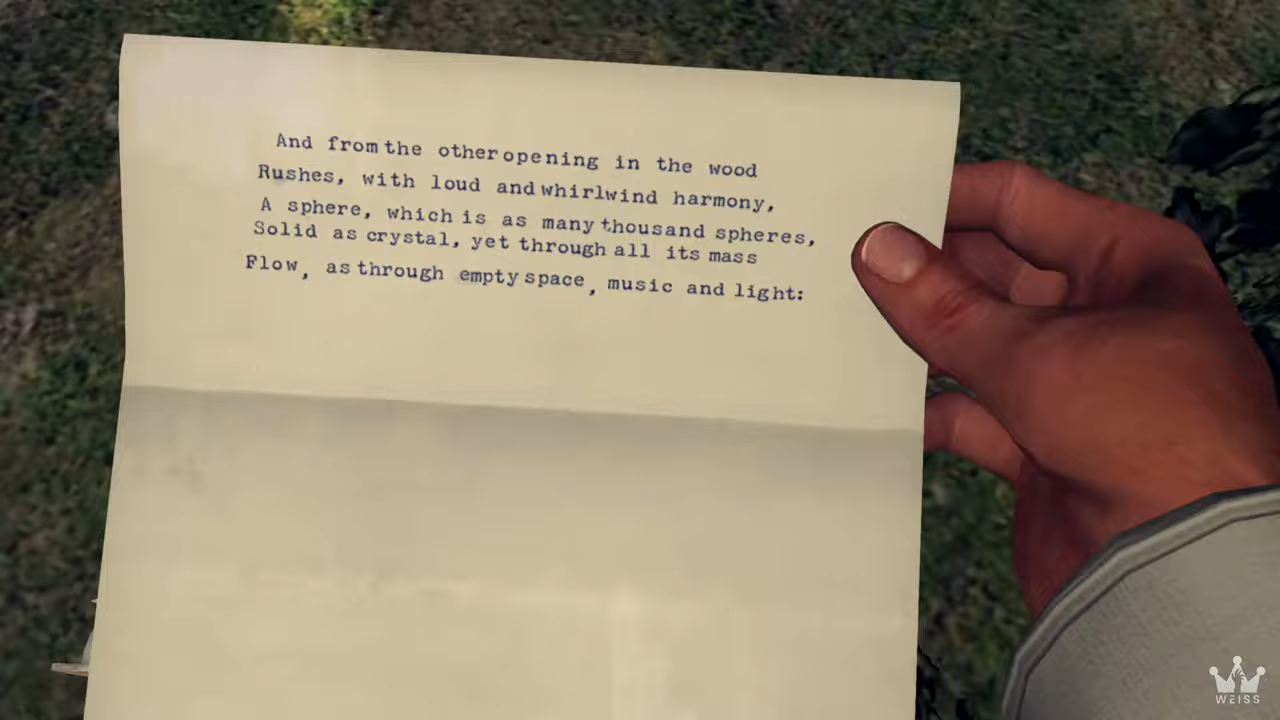 And from the other opening in the wood
Rushes, with loud and whirlwind harmony,
A sphere, which is as many thousand spheres,
Solid as crystal, yet through all its mass
Flow, as through empty space, music and light:
WEISS